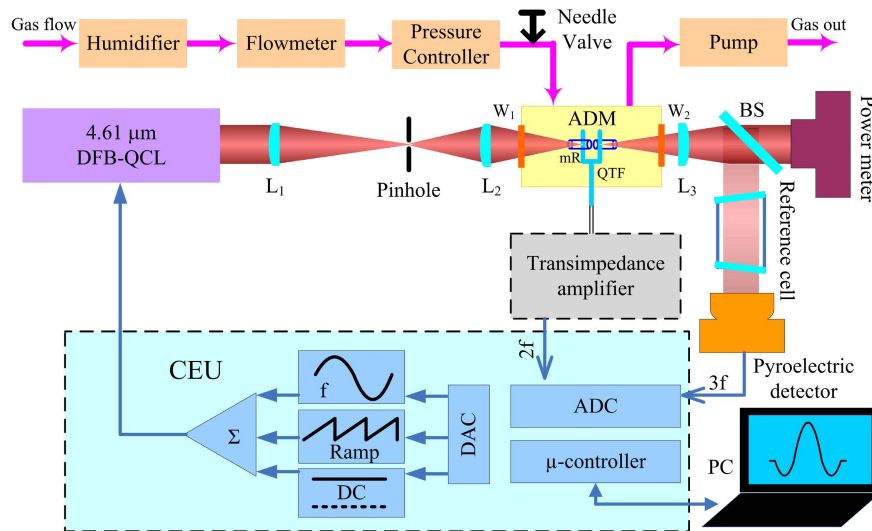 Gas flow
Humidifier
Flowmeter
Pressure
Controller
Needle
Valve
Pump
Gas out
4.61 µm
DFB-QCL
L1
Pinhole
L2
W1
ADM
mR
QTF
W2
L3
BS
Power meter
Reference cell
Transimpedance
amplifier
2f
3f
Pyroelectric
detector
CEU
f
Ramp
DC
Σ
DAC
ADC
µ-controller
PC